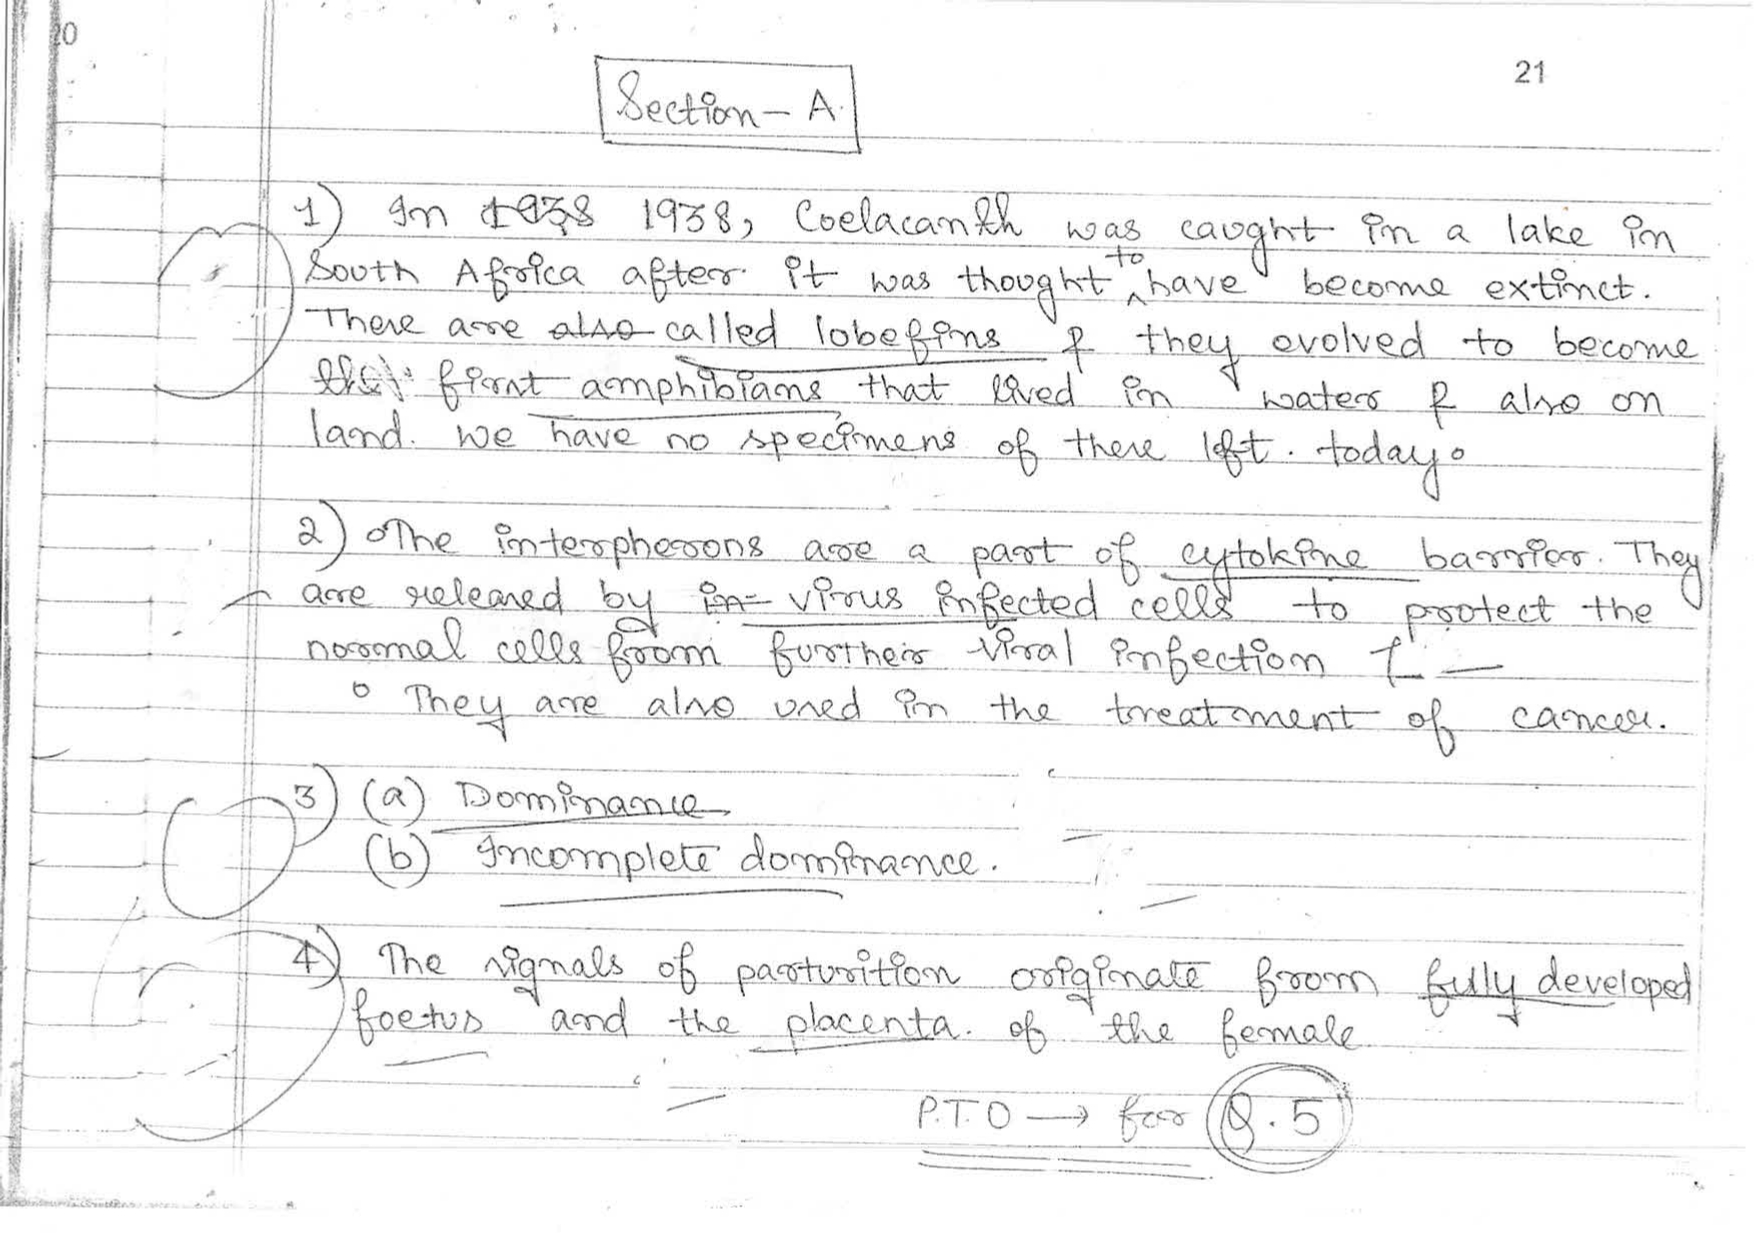 20
21
Section - A.
1) In 1938 1938, Coelacanth was caught in a lake in
South Africa after it was thought to have become extinct.
These are also called lobefins & they evolved to become
first amphibians that lived in water & also on
land. We have no specimens of these left. today.
2) The interpherons are a part of cytokine barrier. They
are released by in- virus infected cells to protect the
normal cells from further viral infection
They are also used in the treatment of cancer.
3) (a) Dominance
(b) Incomplete dominance.
4) The signals of parturition originate from fully developed
foetus and the placenta. of the female
P.T.O → for Q.5